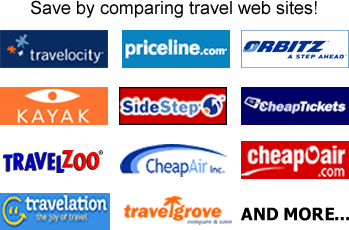 Save by comparing travel web sites!
travelocity
priceline.com
ORBITZ
A STEP AHEAD
KAYAK
SideStep
CheapTickets
TRAVELZOO
CheapAir Inc.
cheapOair
.com
travelation
the joy of travel
travelgrove
compare & save
AND MORE...